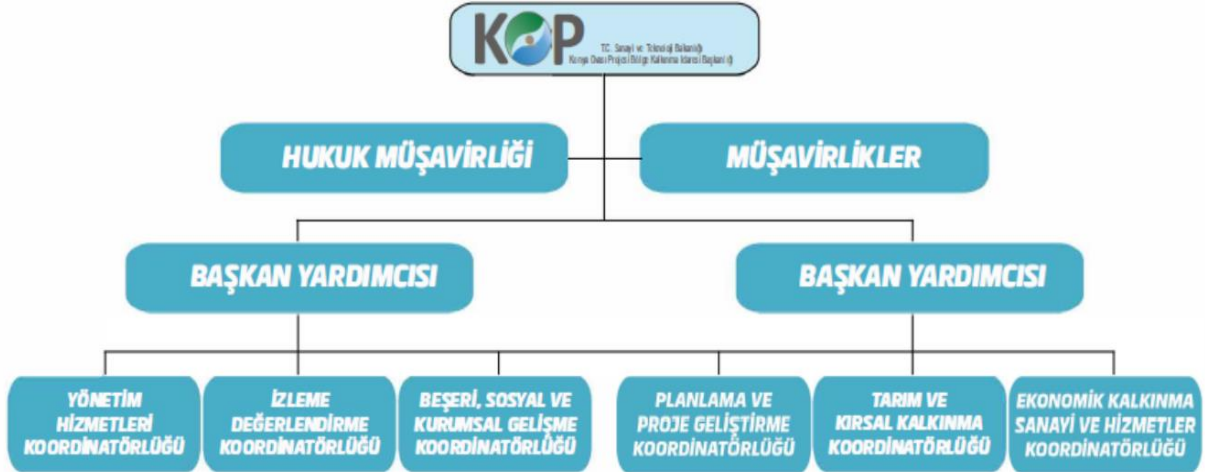 KOP
T.C. Sanayi ve Teknoloji Bakanlığı
Konya Ovası Projesi Bölge Kalkınma İdaresi Başkanlığı
HUKUK MÜŞAVİRLİĞİ
MÜŞAVİRLİKLER
BAŞKAN YARDIMCISI
BAŞKAN YARDIMCISI
YÖNETİM
HİZMETLERİ
KOORDİNATÖRLÜĞÜ
İZLEME
DEĞERLENDİRME
KOORDİNATÖRLÜĞÜ
BEŞERİ, SOSYAL VE
KURUMSAL GELİŞME
KOORDİNATÖRLÜĞÜ
PLANLAMA VE
PROJE GELİŞTİRME
KOORDİNATÖRLÜĞÜ
TARIM VE
KIRSAL KALKINMA
KOORDİNATÖRLÜĞÜ
EKONOMİK KALKINMA
SANAYİ VE HİZMETLER
KOORDİNATÖRLÜĞÜ